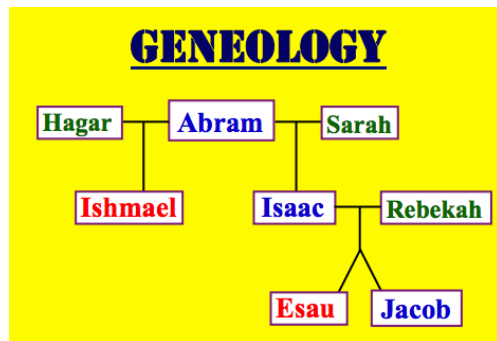 GENEOLOGY
Hagar Abram Sarah
Ishmael Isaac Rebekah
Esau Jacob